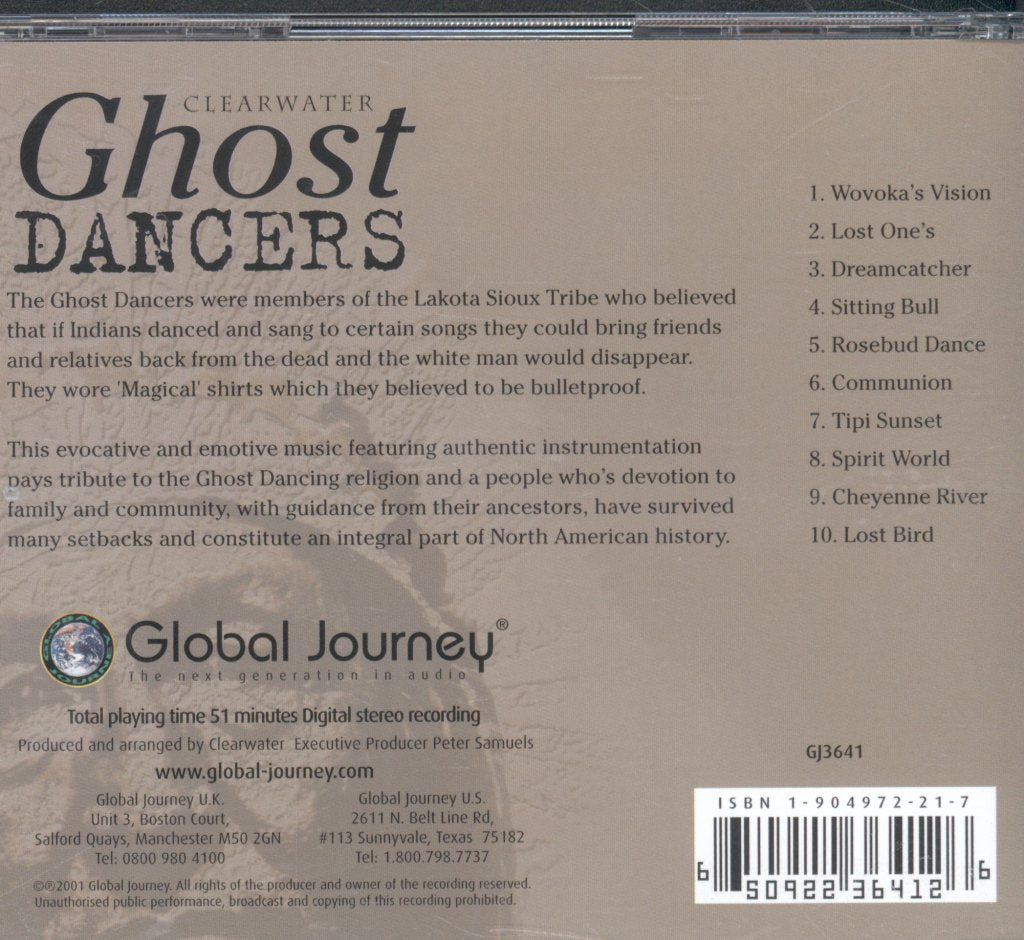 CLEARWATER
Ghost
DANCERS
The Ghost Dancers were members of the Lakota Sioux Tribe who believed
that if Indians danced and sang to certain songs they could bring friends
and relatives back from the dead and the white man would disappear.
They wore 'Magical' shirts which they believed to be bulletproof.
This evocative and emotive music featuring authentic instrumentation
pays tribute to the Ghost Dancing religion and a people who's devotion to
family and community, with guidance from their ancestors, have survived
many setbacks and constitute an integral part of North American history.
1. Wovoka's Vision
2. Lost One's
3. Dreamcatcher
4. Sitting Bull
5. Rosebud Dance
6. Communion
7. Tipi Sunset
8. Spirit World
9. Cheyenne River
10. Lost Bird
GLOBAL
JOURNEY
Global Journey®
The next generation in audio
Total playing time 51 minutes Digital stereo recording
Produced and arranged by Clearwater Executive Producer Peter Samuels
www.global-journey.com
Global Journey U.K.
Unit 3, Boston Court,
Salford Quays, Manchester M50 2GN
Tel: 0800 980 4100
Global Journey U.S.
2611 N. Belt Line Rd,
#113 Sunnyvale, Texas 75182
Tel: 1.800.798.7737
©℗2001 Global Journey. All rights of the producer and owner of the recording reserved.
Unauthorised public performance, broadcast and copying of this recording prohibited.
GJ3641
ISBN 1-904972-21-7
6 50922 36412 6